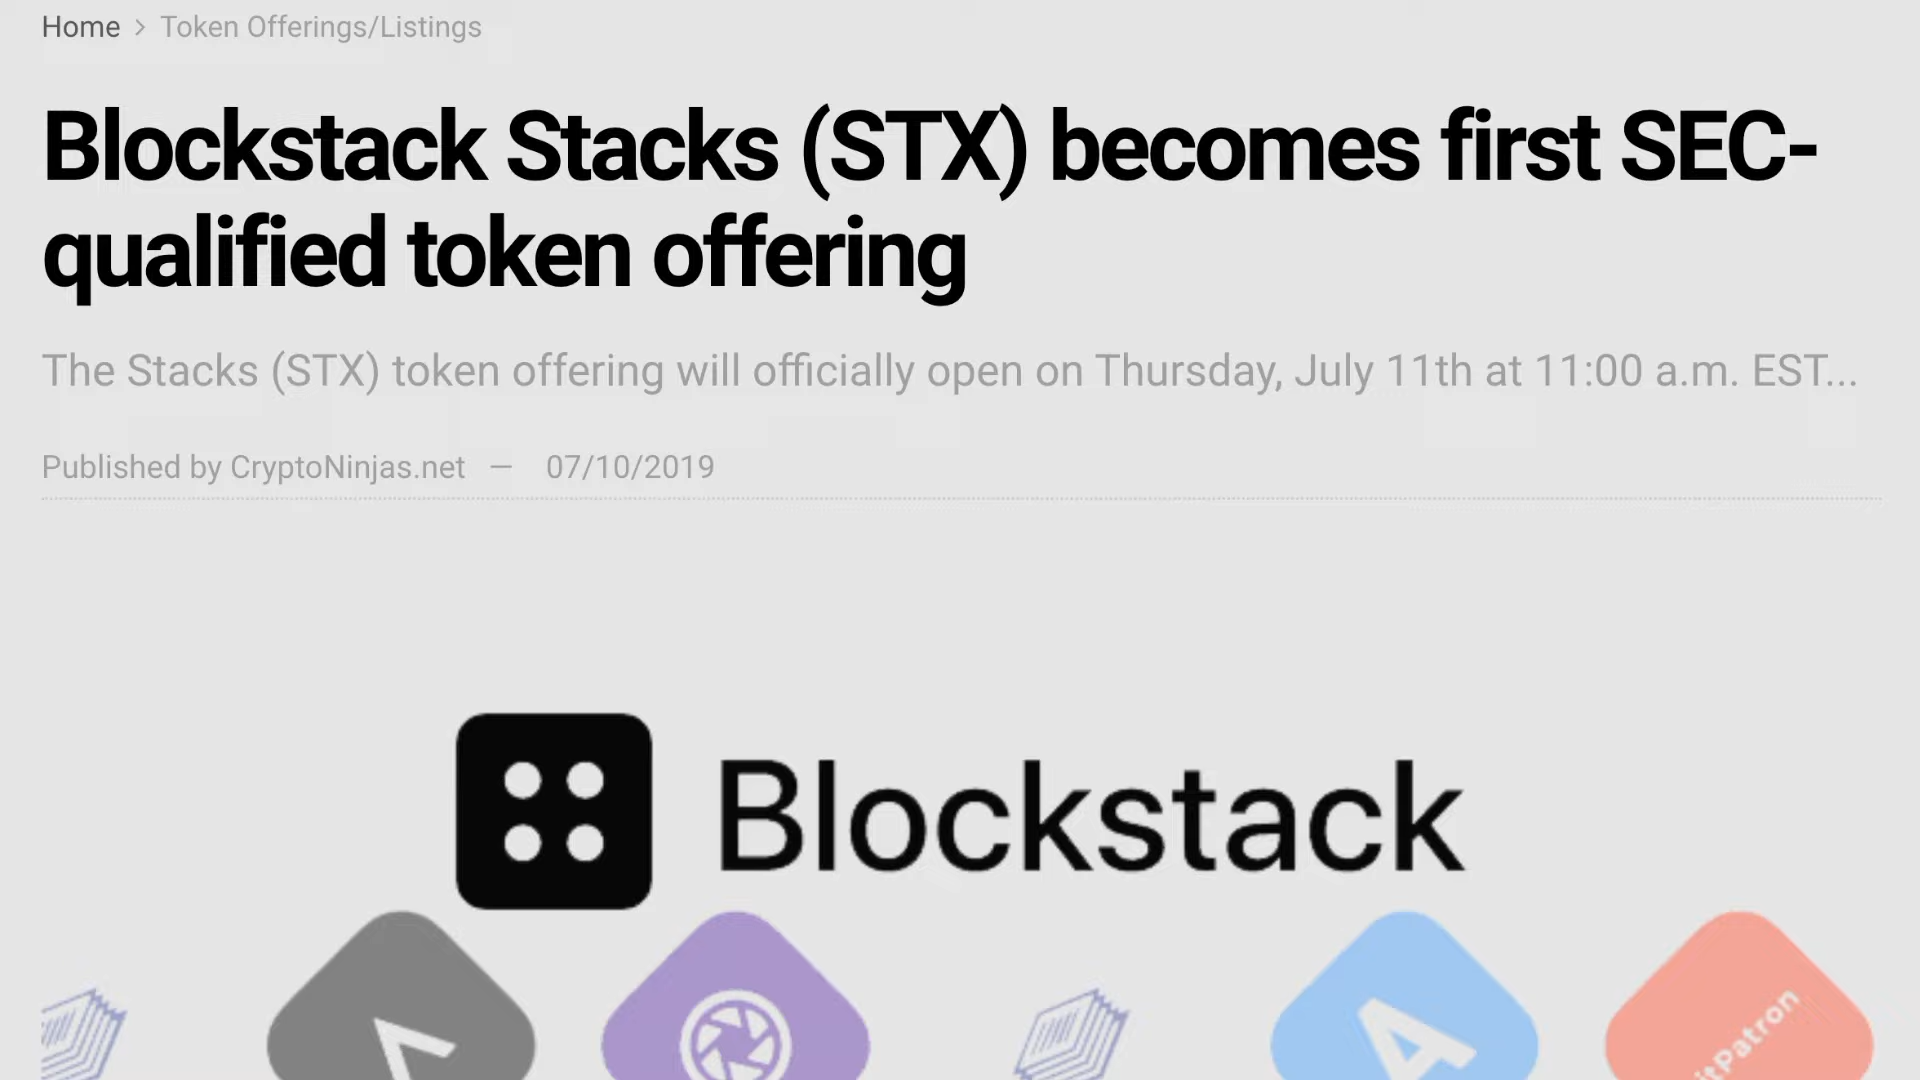 Home > Token Offerings/Listings
Blockstack Stacks (STX) becomes first SEC-
qualified token offering
The Stacks (STX) token offering will officially open on Thursday, July 11th at 11:00 a.m. EST...
Published by CryptoNinjas.net — 07/10/2019
Blockstack
A
itPatron